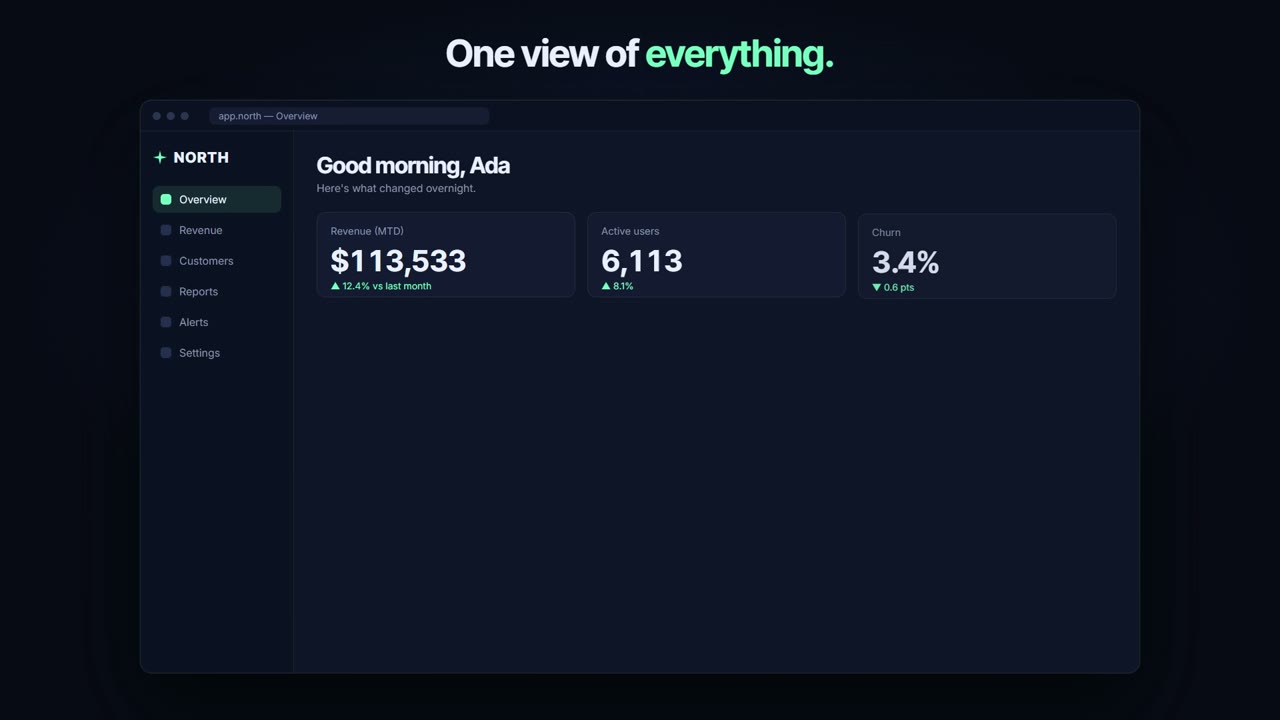 One view of everything.
app.north — Overview
NORTH
Overview
Revenue
Customers
Reports
Alerts
Settings
Good morning, Ada
Here's what changed overnight.
Revenue (MTD)
$113,533
▲ 12.4% vs last month
Active users
6,113
▲ 8.1%
Churn
3.4%
▼ 0.6 pts